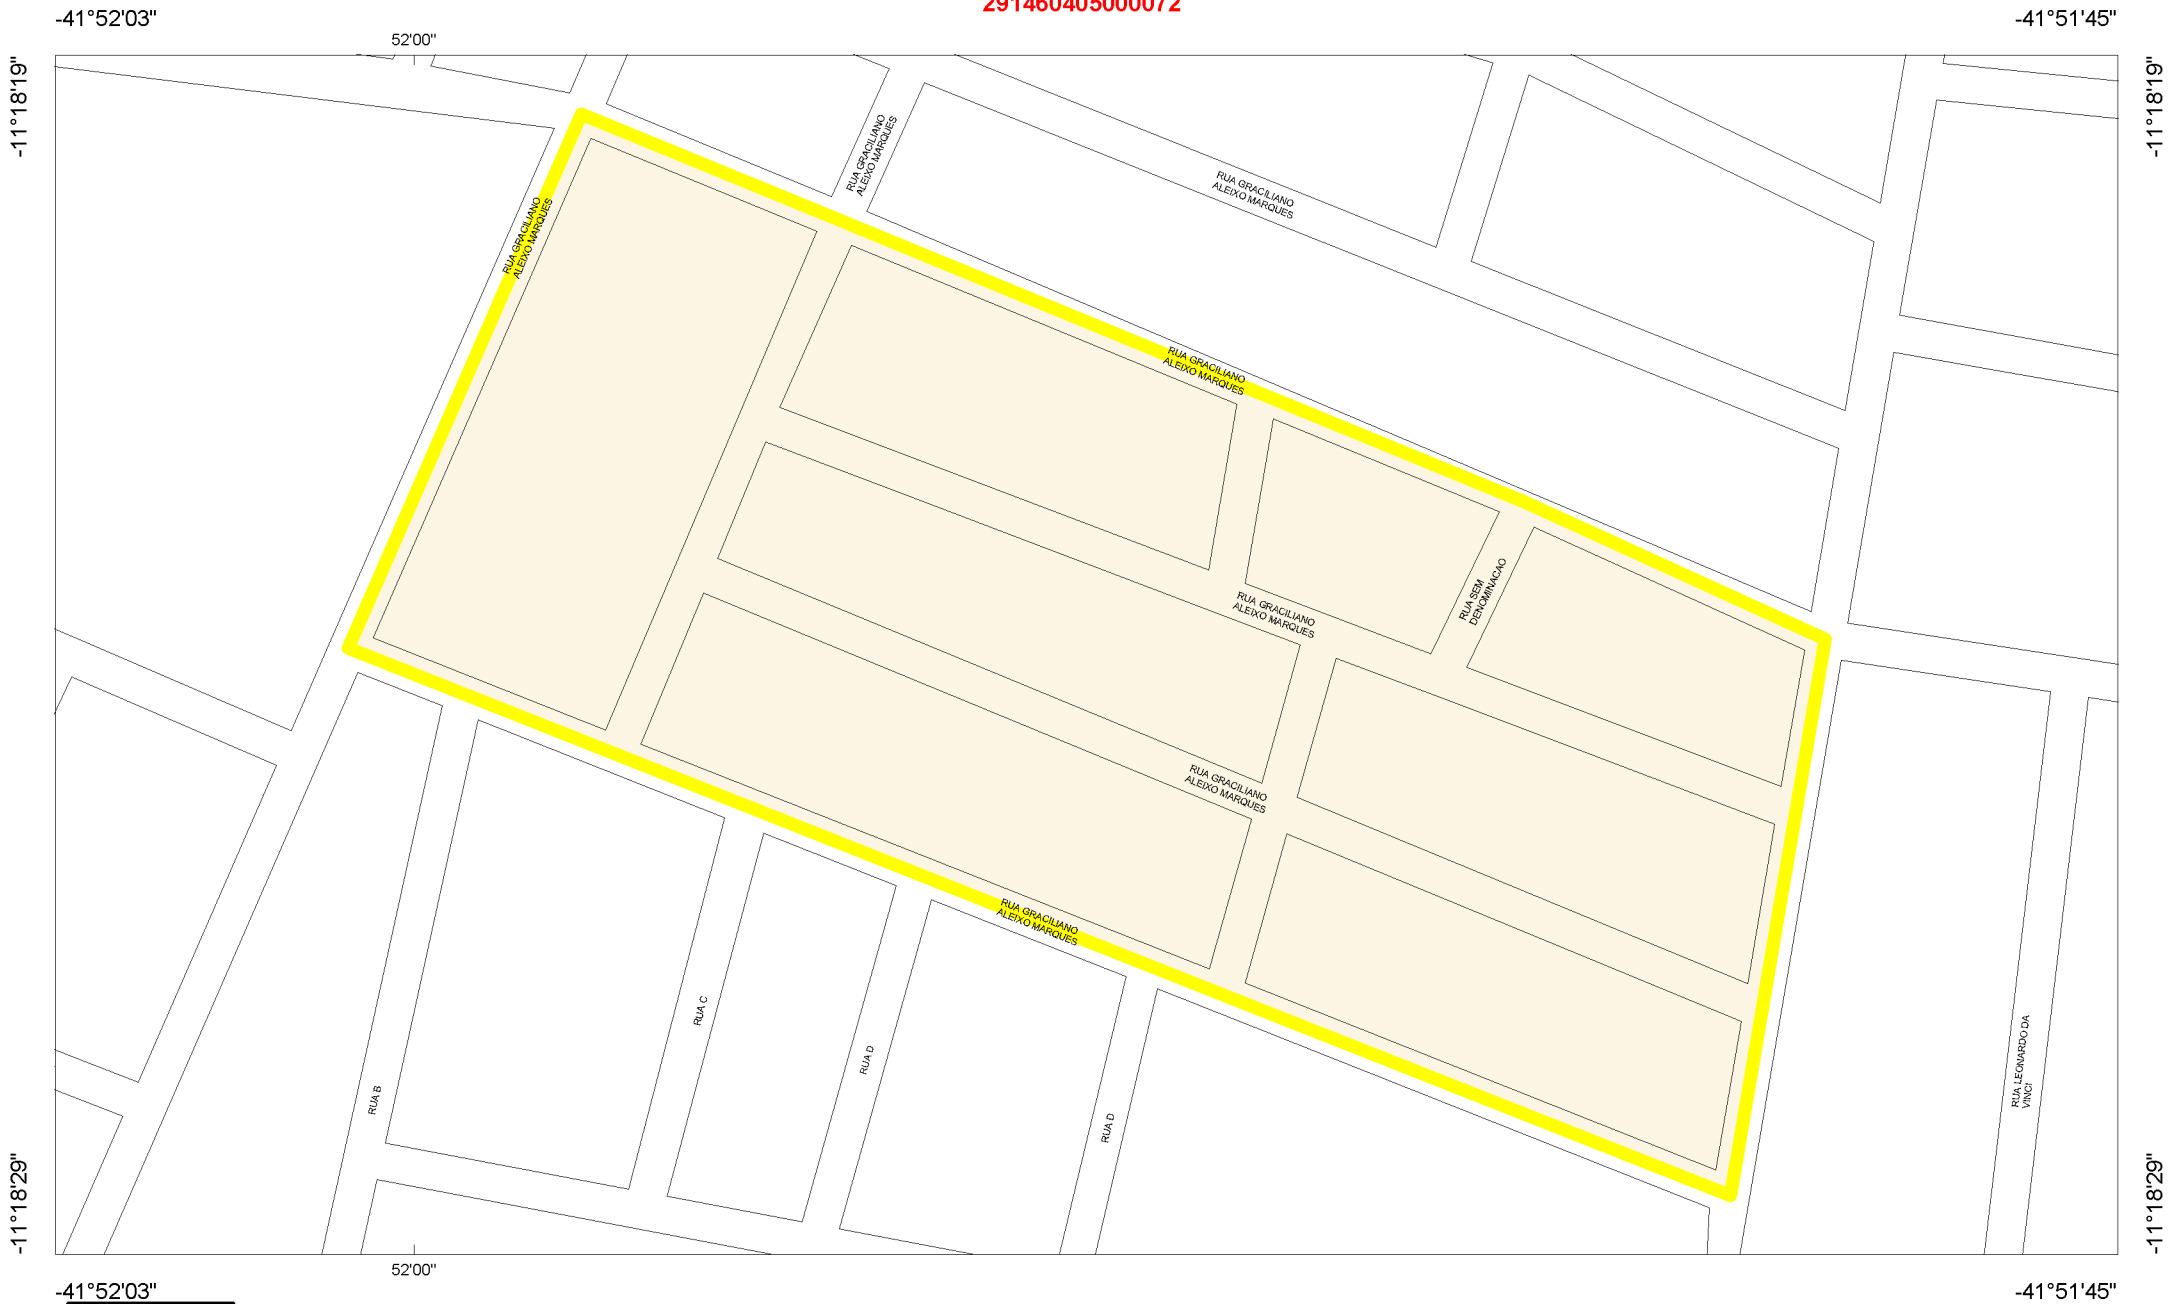 291460405000072
-41°52'03"
-41°51'45"
52'00"
-11°18'19"
-11°18'19"
RUA GRACILIANO
ALEIXO MARQUES
RUA GRACILIANO
ALEIXO MARQUES
RUA GRACILIANO
ALEIXO MARQUES
RUA GRACILIANO
ALEIXO MARQUES
RUA SEM
DENOMINACAO
RUA GRACILIANO
ALEIXO MARQUES
RUA GRACILIANO
ALEIXO MARQUES
RUA GRACILIANO
ALEIXO MARQUES
RUA C
RUA D
RUA B
RUA D
RUA LEONARDO DA
VINCI
-11°18'29"
-11°18'29"
52'00"
-41°52'03"
-41°51'45"